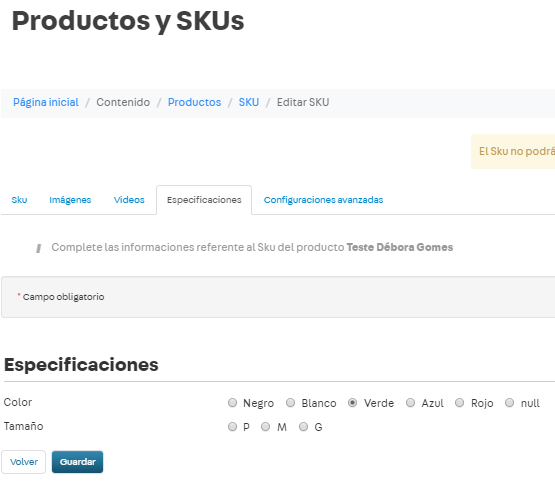 Productos y SKUs
Página inicial / Contenido / Productos / SKU / Editar SKU
El Sku no podrá
Sku Imágenes Videos Especificaciones Configuraciones avanzadas
Complete las informaciones referente al Sku del producto Teste Débora Gomes
* Campo obligatorio
Especificaciones
Color Negro Blanco Verde Azul Rojo null
Tamaño P M G
Volver Guardar